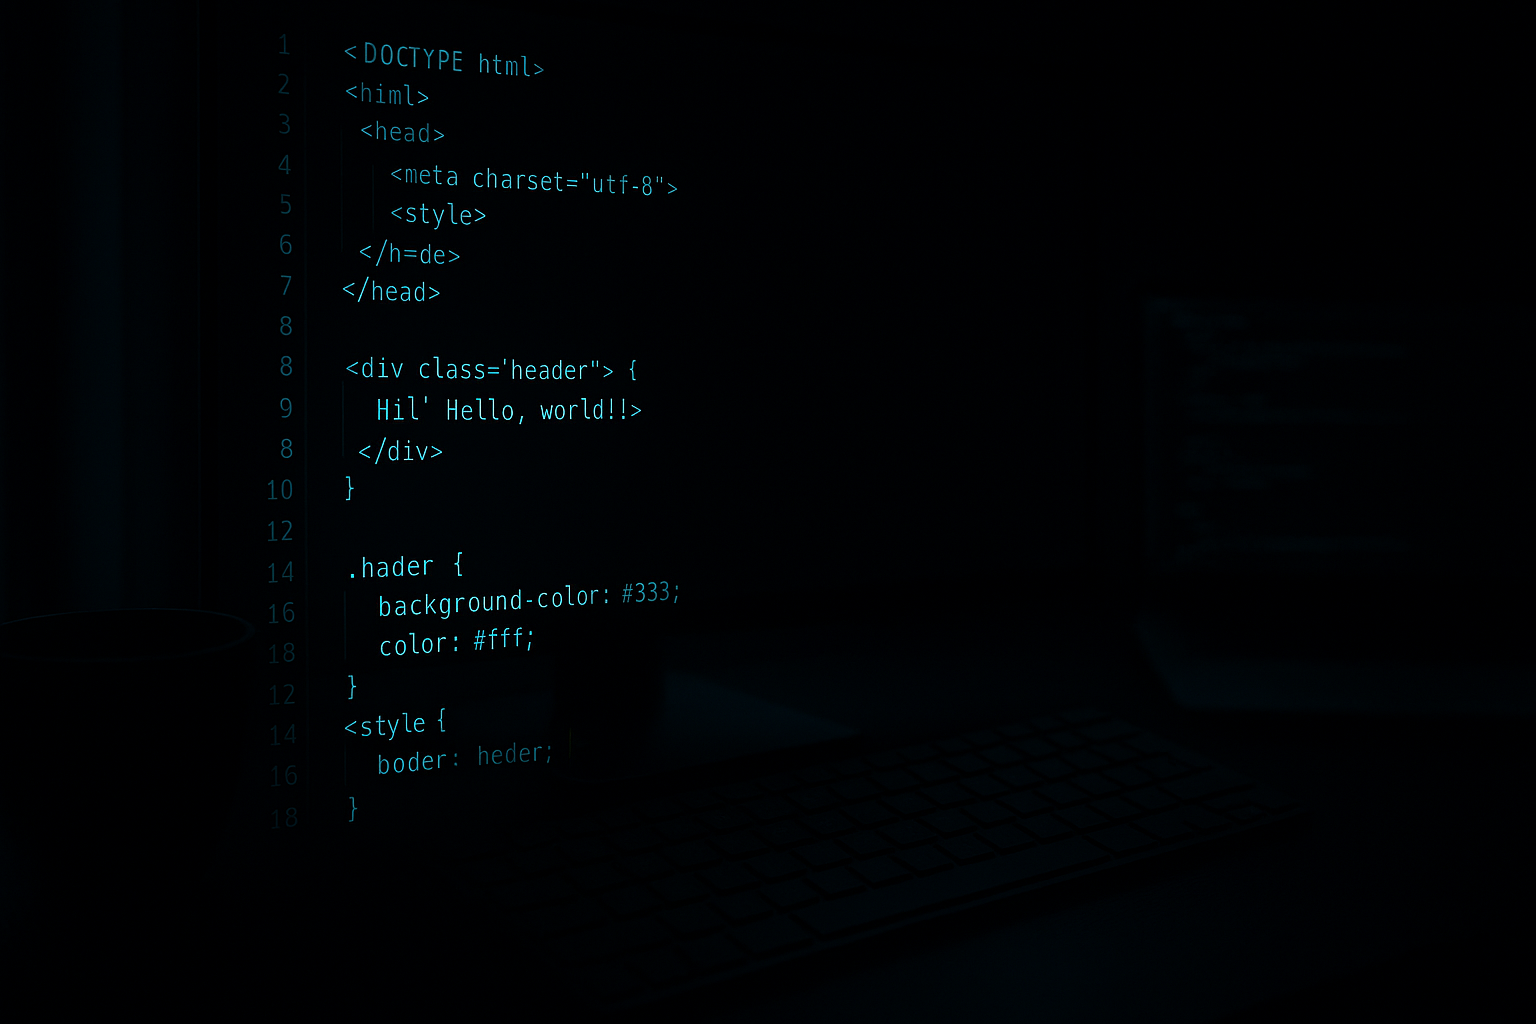 1 <DOCTYPE html>
2 <himl>
3 <head>
4 <meta charset="utf-8">
5 <style>
6 </h=de>
7 </head>
8
8 <div class='header"> {
9 Hil' Hello, world!!>
8 </div>
10 }
12
14 .hader {
16 background-color: #333;
18 color: #fff;
12 }
14 <style {
16 boder: heder;
18 }